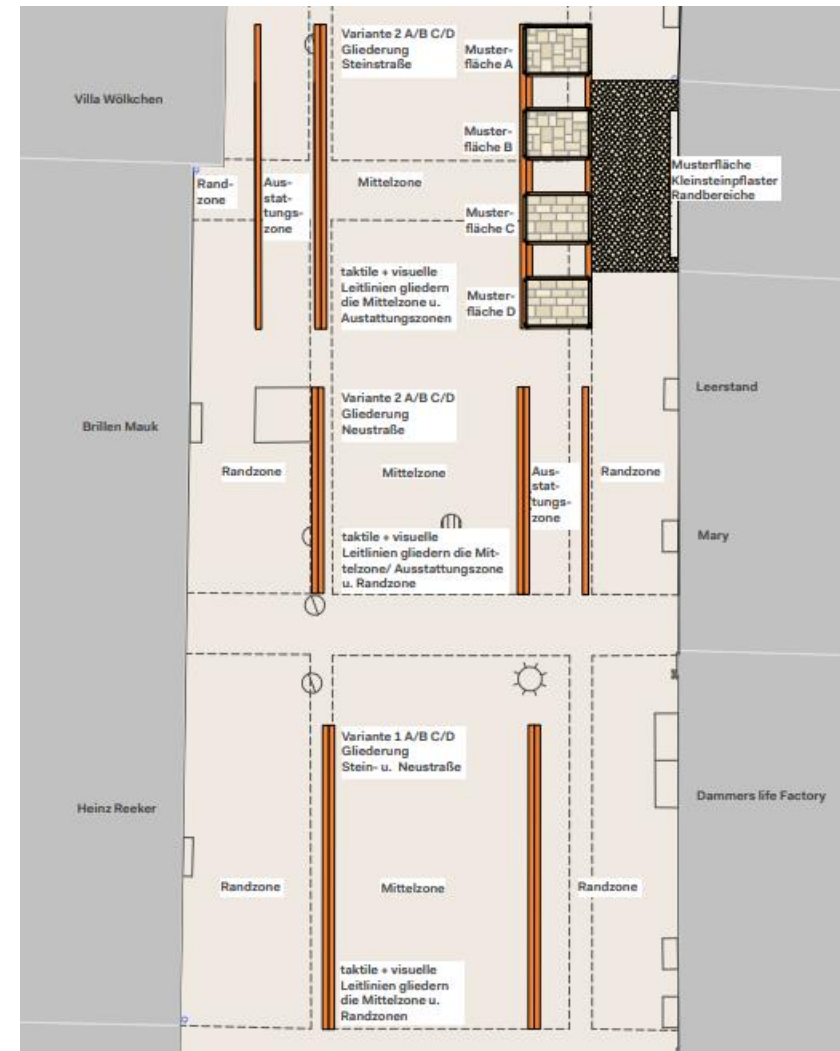 Variante 2 A/B C/D
Gliederung
Steinstraße
Muster-
fläche A
Villa Wölkchen
Muster-
fläche B
Musterfläche
Kleinsteinpflaster
Randbereiche
Rand-
zone
Aus-
stat-
tungs-
zone
Mittelzone
Muster-
fläche C
taktile + visuelle
Leitlinien gliedern
die Mittelzone u.
Austattungszonen
Muster-
fläche D
Leerstand
Variante 2 A/B C/D
Gliederung
Neustraße
Brillen Mauk
Randzone
Mittelzone
Aus-
stat-
tungs-
zone
Randzone
taktile + visuelle
Leitlinien gliedern die Mit-
telzone/ Ausstattungszone
u. Randzone
Mary
Variante 1 A/B C/D
Gliederung
Stein- u. Neustraße
Heinz Reeker
Dammers life Factory
Randzone
Mittelzone
Randzone
taktile + visuelle
Leitlinien gliedern
die Mittelzone u.
Randzonen